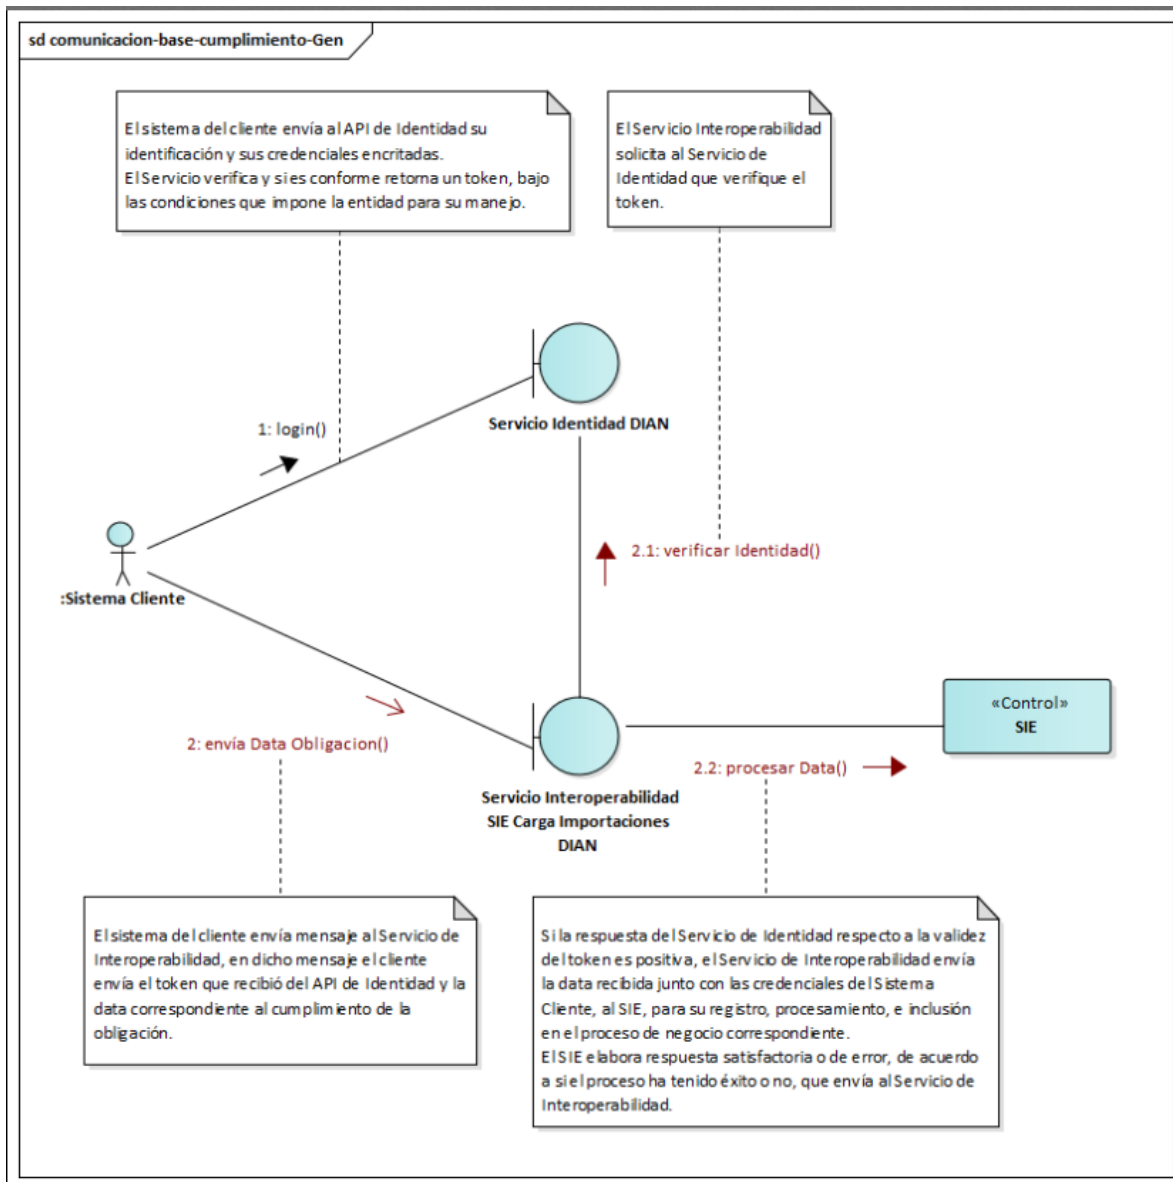 sd comunicacion-base-cumplimiento-Gen
El sistema del cliente envía al API de Identidad su
identificación y sus credenciales encritadas.
El Servicio verifica y si es conforme retorna un token, bajo
las condiciones que impone la entidad para su manejo.
El Servicio Interoperabilidad
solicita al Servicio de
Identidad que verifique el
token.
Servicio Identidad DIAN
1: login()
2.1: verificar Identidad()
:Sistema Cliente
«Control»
SIE
2: envía Data Obligacion()
2.2: procesar Data()
Servicio Interoperabilidad
SIE Carga Importaciones
DIAN
El sistema del cliente envía mensaje al Servicio de
Interoperabilidad, en dicho mensaje el cliente
envía el token que recibió del API de Identidad y la
data correspondiente al cumplimiento de la
obligación.
Si la respuesta del Servicio de Identidad respecto a la validez
del token es positiva, el Servicio de Interoperabilidad envía
la data recibida junto con las credenciales del Sistema
Cliente, al SIE, para su registro, procesamiento, e inclusión
en el proceso de negocio correspondiente.
El SIE elabora respuesta satisfactoria o de error, de acuerdo
a si el proceso ha tenido éxito o no, que envía al Servicio de
Interoperabilidad.